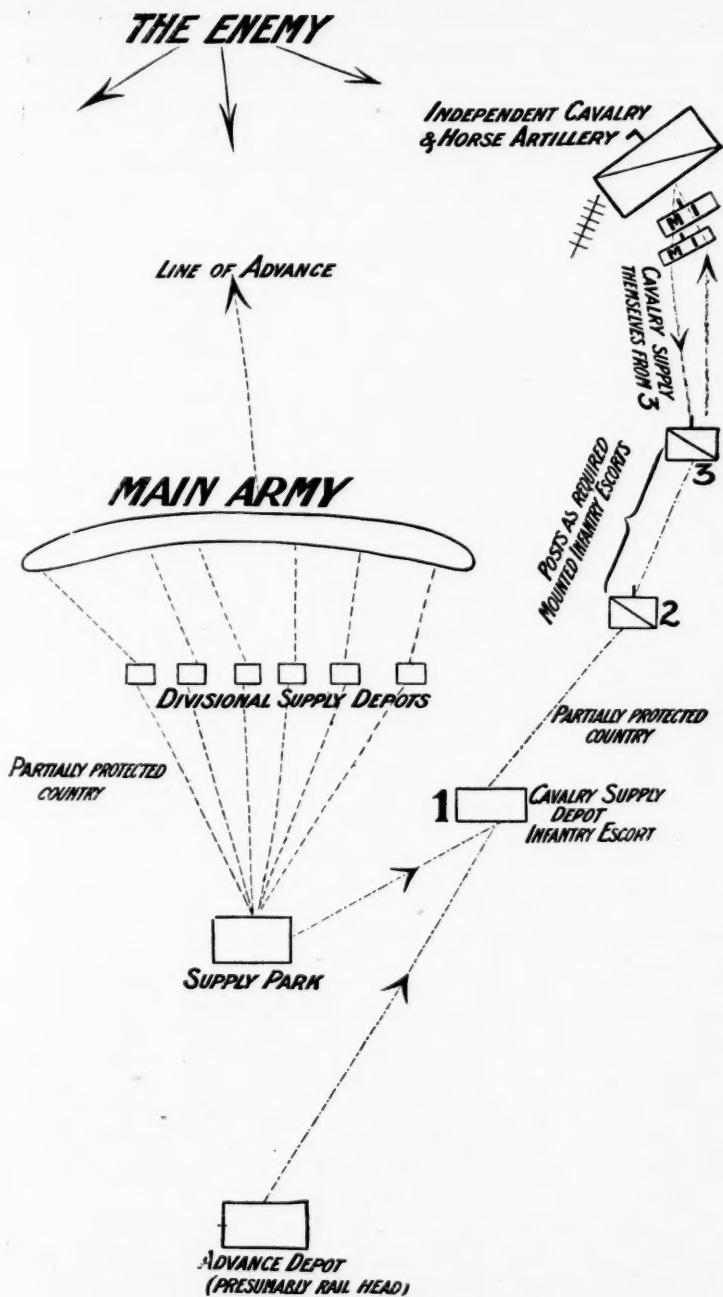 THE ENEMY
INDEPENDENT CAVALRY
& HORSE ARTILLERY
M I
M I
LINE OF ADVANCE
CAVALRY SUPPLY
THEMSELVES FROM 3
3
MAIN ARMY
POSTS AS REQUIRED
MOUNTED INFANTRY ESCORTS
2
DIVISIONAL SUPPLY DEPOTS
PARTIALLY PROTECTED
COUNTRY
PARTIALLY PROTECTED
COUNTRY
1
CAVALRY SUPPLY
DEPOT
INFANTRY ESCORT
SUPPLY PARK
ADVANCE DEPOT
(PRESUMABLY RAIL HEAD)